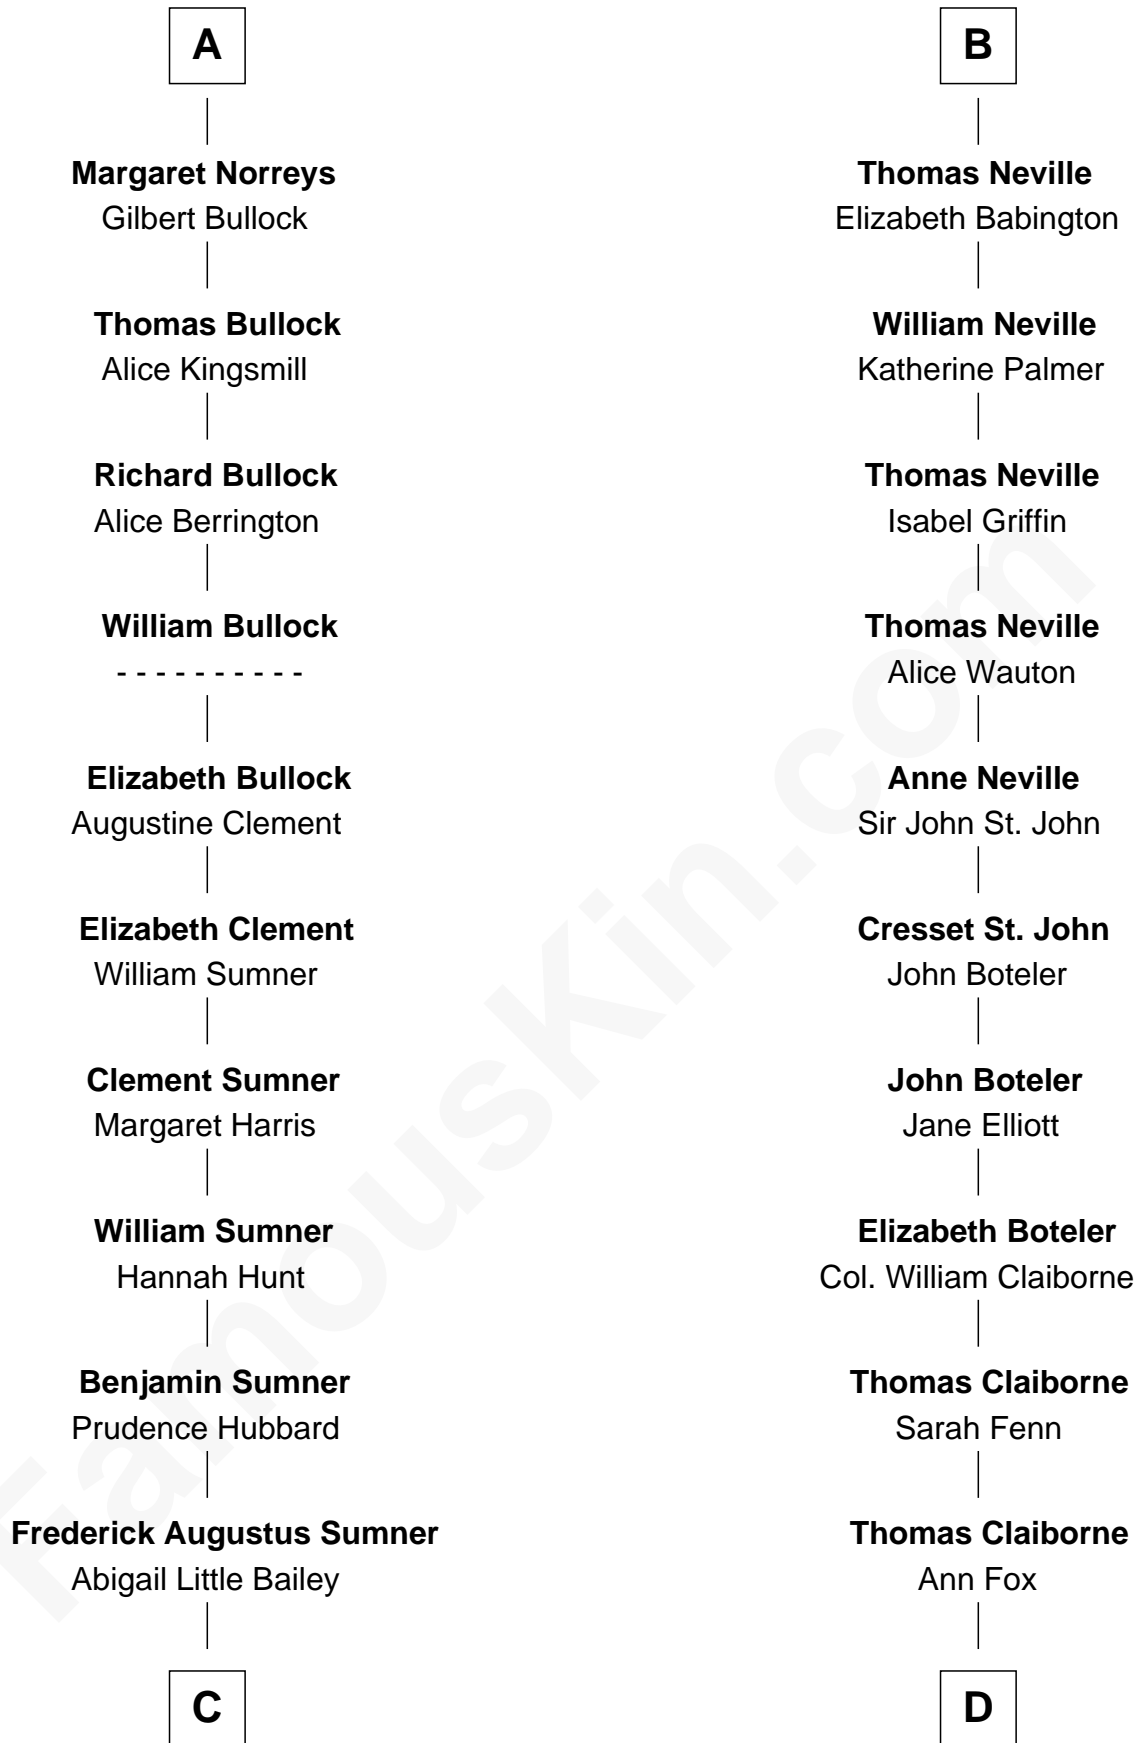 A
Margaret Norreys
Gilbert Bullock
Thomas Bullock
Alice Kingsmill
Richard Bullock
Alice Berrington
William Bullock
- - - - - - - - - -
Elizabeth Bullock
Augustine Clement
Elizabeth Clement
William Sumner
Clement Sumner
Margaret Harris
William Sumner
Hannah Hunt
Benjamin Sumner
Prudence Hubbard
Frederick Augustus Sumner
Abigail Little Bailey
C
B
Thomas Neville
Elizabeth Babington
William Neville
Katherine Palmer
Thomas Neville
Isabel Griffin
Thomas Neville
Alice Wauton
Anne Neville
Sir John St. John
Cresset St. John
John Boteler
John Boteler
Jane Elliott
Elizabeth Boteler
Col. William Claiborne
Thomas Claiborne
Sarah Fenn
Thomas Claiborne
Ann Fox
D
FamousKin.com